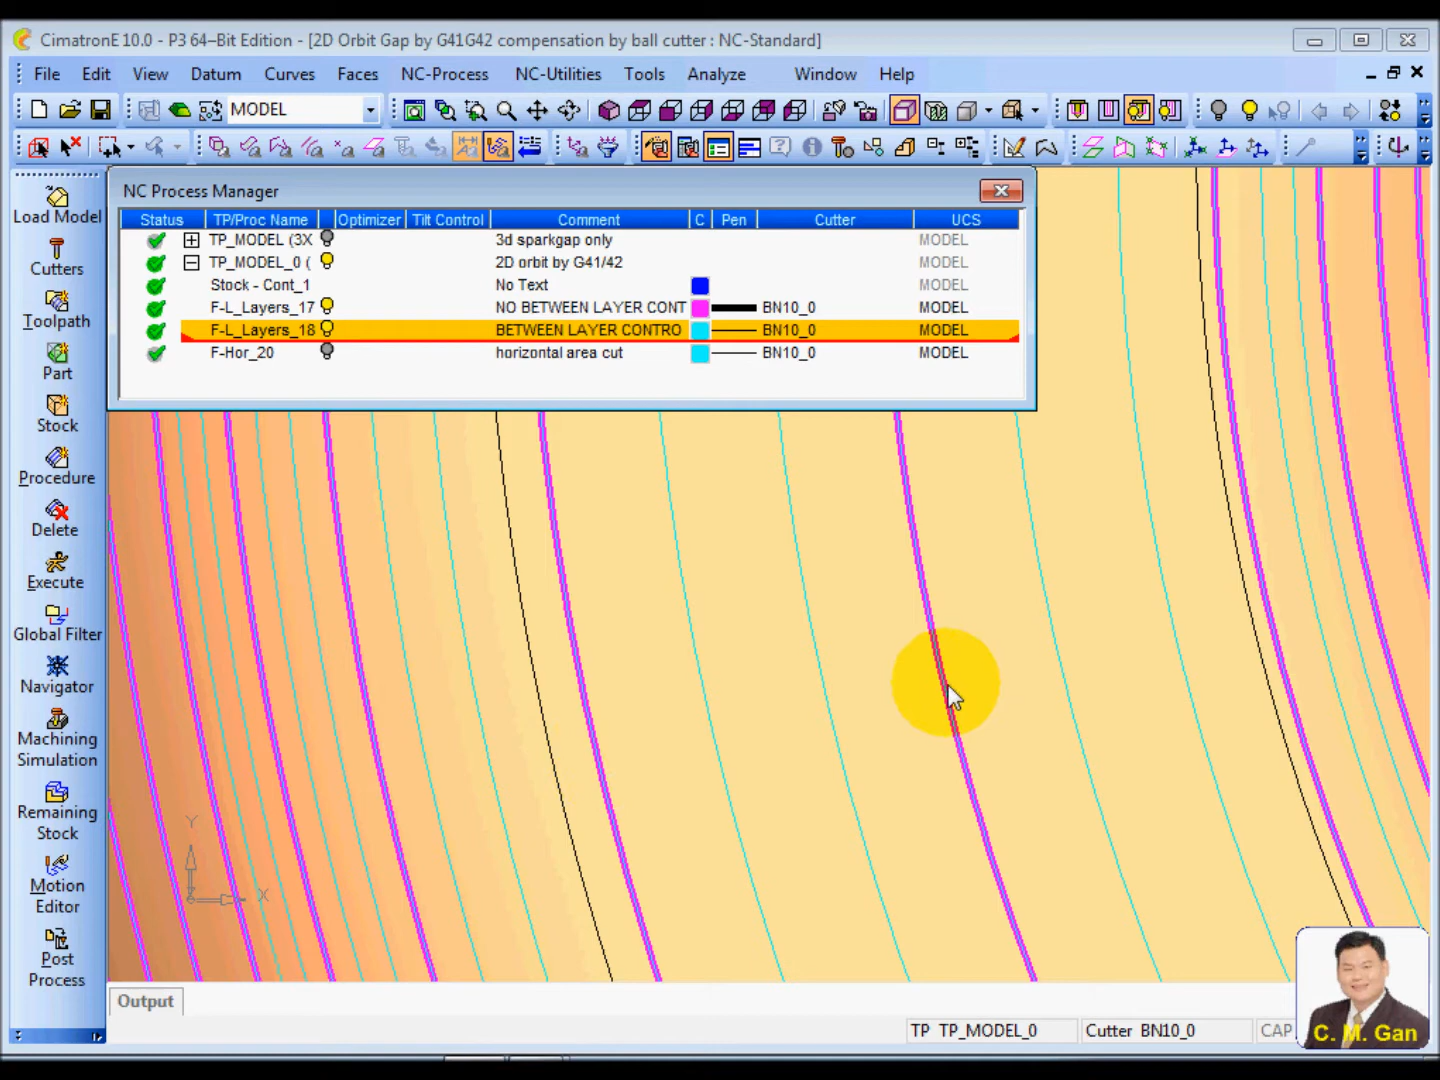 CimatronE 10.0 - P3 64-Bit Edition - [2D Orbit Gap by G41G42 compensation by ball cutter : NC-Standard]
File Edit View Datum Curves Faces NC-Process NC-Utilities Tools Analyze Window Help
MODEL
NC Process Manager
Status TP/Proc Name Optimizer Tilt Control Comment C Pen Cutter UCS
TP_MODEL (3X 3d sparkgap only MODEL
TP_MODEL_0 ( 2D orbit by G41/42 MODEL
Stock - Cont_1 No Text MODEL
F-L_Layers_17 NO BETWEEN LAYER CONT BN10_0 MODEL
F-L_Layers_18 BETWEEN LAYER CONTRO BN10_0 MODEL
F-Hor_20 horizontal area cut BN10_0 MODEL
Load Model
Cutters
Toolpath
Part
Stock
Procedure
Delete
Execute
Global Filter
Navigator
Machining
Simulation
Remaining
Stock
Motion
Editor
Post
Process
Y
X
Output
TP TP_MODEL_0 Cutter BN10_0 CAP
C. M. Gan